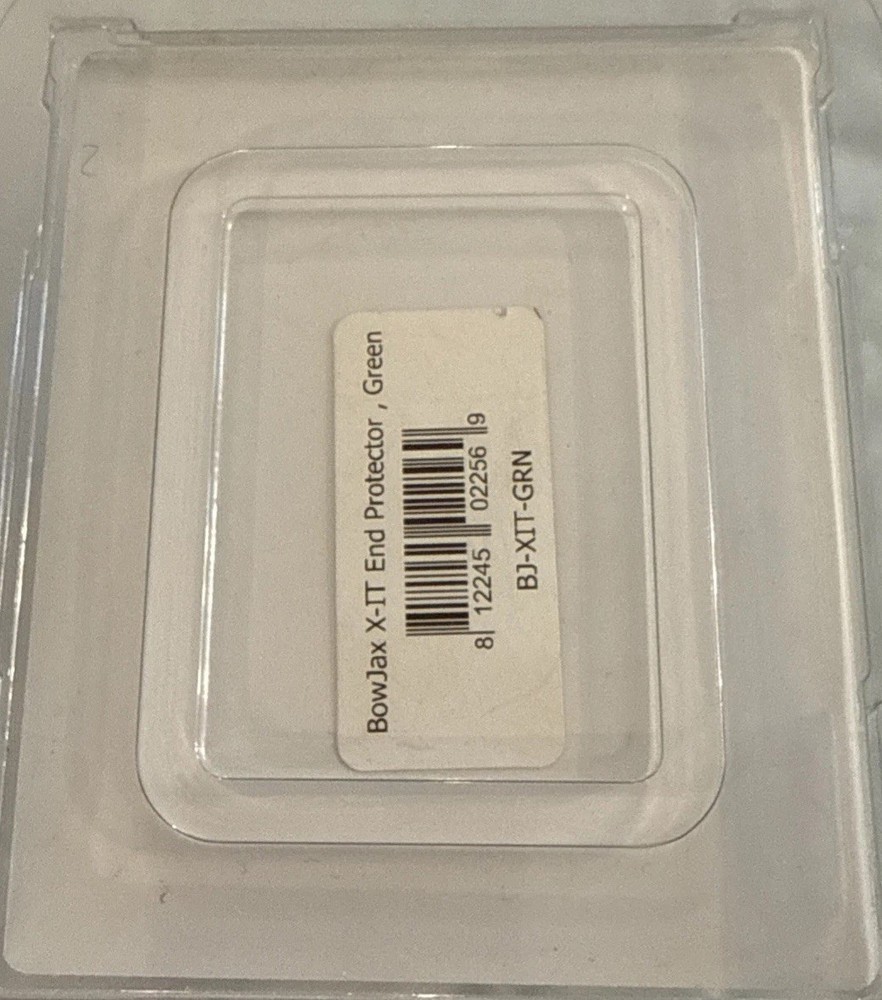 BowJax X-IT End Protector , Green
8 12245 02256 9
BJ-XIT-GRN